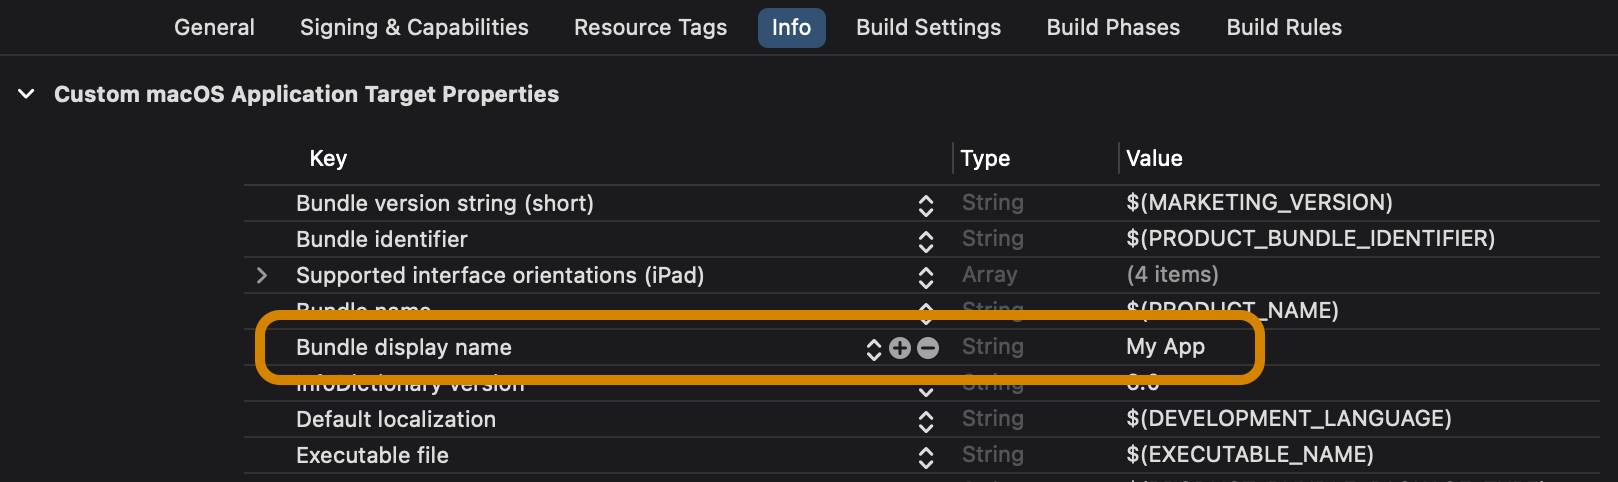 General Signing & Capabilities Resource Tags Info Build Settings Build Phases Build Rules
Custom macOS Application Target Properties
Key Type Value
Bundle version string (short) String $(MARKETING_VERSION)
Bundle identifier String $(PRODUCT_BUNDLE_IDENTIFIER)
Supported interface orientations (iPad) Array (4 items)
Bundle name String $(PRODUCT_NAME)
Bundle display name String My App
InfoDictionary version String 6.0
Default localization String $(DEVELOPMENT_LANGUAGE)
Executable file String $(EXECUTABLE_NAME)